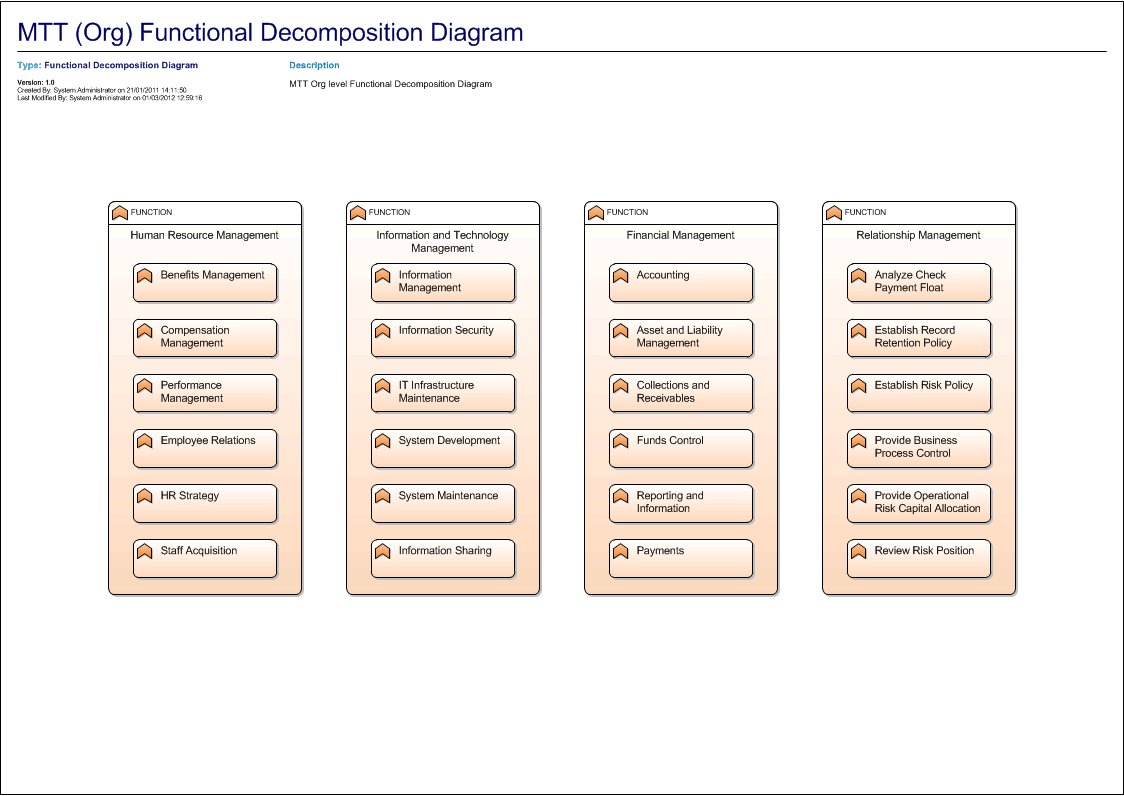 MTT (Org) Functional Decomposition Diagram
Type: Functional Decomposition Diagram
Description
Version: 1.0
Created By: System Administrator on 21/01/2011 14:11:50
Last Modified By: System Administrator on 01/03/2012 12:59:16
MTT Org level Functional Decomposition Diagram
FUNCTION
Human Resource Management
Benefits Management
Compensation
Management
Performance
Management
Employee Relations
HR Strategy
Staff Acquisition
FUNCTION
Information and Technology
Management
Information
Management
Information Security
IT Infrastructure
Maintenance
System Development
System Maintenance
Information Sharing
FUNCTION
Financial Management
Accounting
Asset and Liability
Management
Collections and
Receivables
Funds Control
Reporting and
Information
Payments
FUNCTION
Relationship Management
Analyze Check
Payment Float
Establish Record
Retention Policy
Establish Risk Policy
Provide Business
Process Control
Provide Operational
Risk Capital Allocation
Review Risk Position